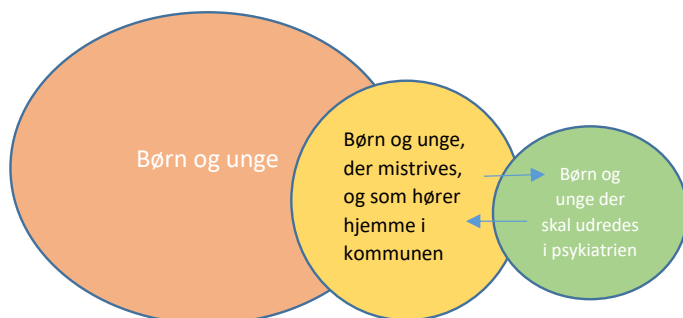 Børn og unge
Børn og unge,
der mistrives,
og som hører
hjemme i
kommunen
Børn og
unge der
skal udredes
i psykiatrien